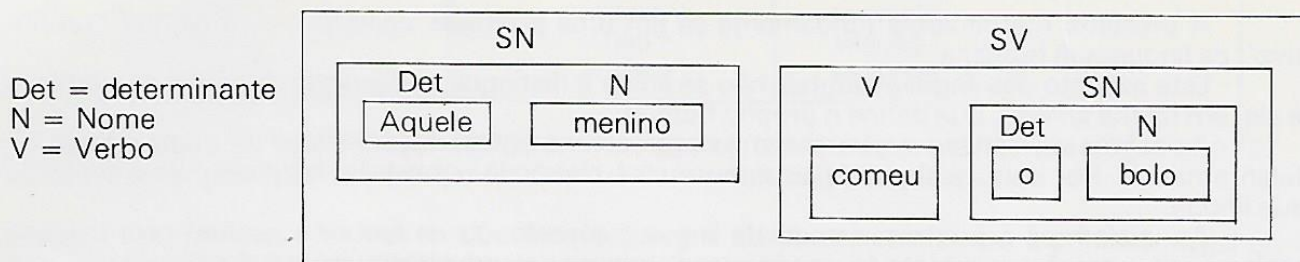 SN SV
Det N V SN
Det = determinante
N = Nome
V = Verbo
Aquele menino Det N
comeu o bolo